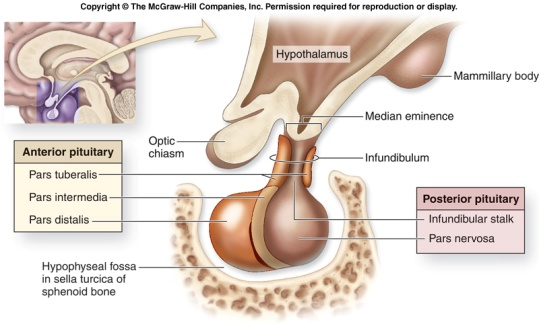 Copyright © The McGraw-Hill Companies, Inc. Permission required for reproduction or display.
Hypothalamus
Mammillary body
Median eminence
Optic
chiasm
Infundibulum
Anterior pituitary
Pars tuberalis
Pars intermedia
Pars distalis
Posterior pituitary
Infundibular stalk
Pars nervosa
Hypophyseal fossa
in sella turcica of
sphenoid bone